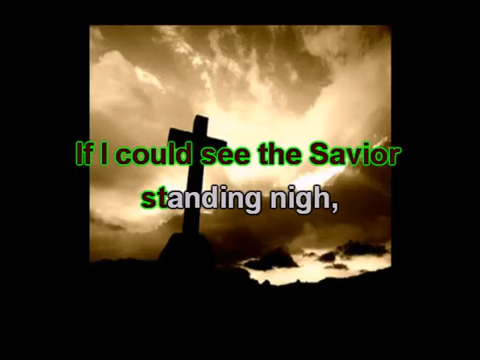 If I could see the Savior
standing nigh,